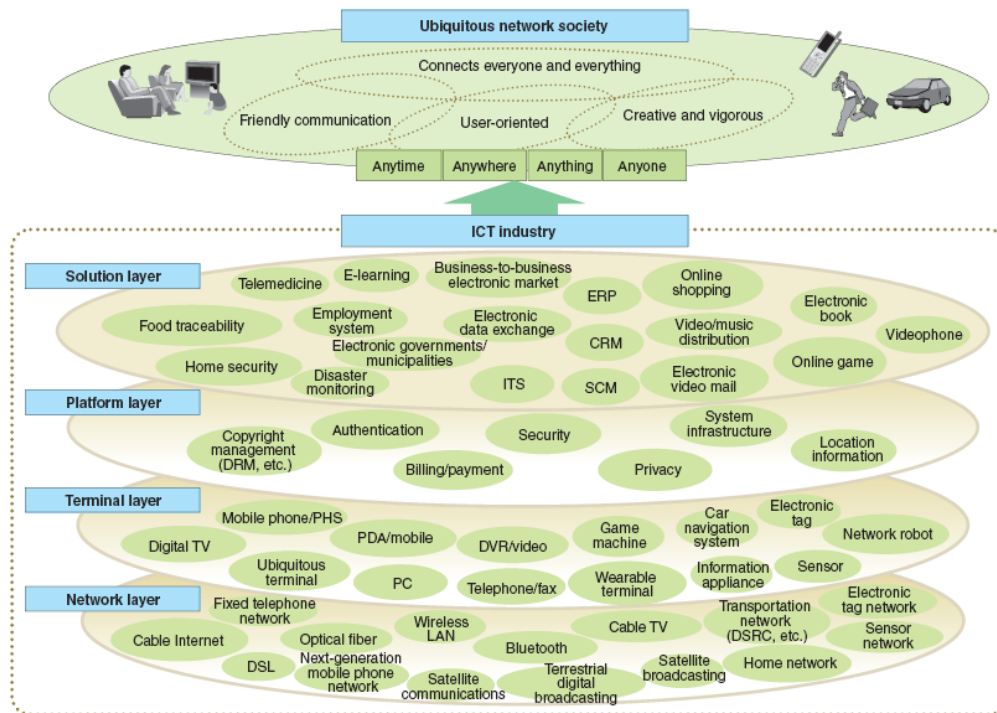 Ubiquitous network society
Connects everyone and everything
Friendly communication
User-oriented
Creative and vigorous
Anytime
Anywhere
Anything
Anyone
ICT industry
Solution layer
Telemedicine
E-learning
Business-to-business
electronic market
ERP
Online
shopping
Electronic
book
Videophone
Food traceability
Employment
system
Electronic
data exchange
CRM
Video/music
distribution
Electronic governments/
municipalities
Online game
Home security
Disaster
monitoring
ITS
SCM
Electronic
video mail
Platform layer
Copyright
management
(DRM, etc.)
Authentication
Security
System
infrastructure
Location
information
Billing/payment
Privacy
Terminal layer
Mobile phone/PHS
Digital TV
PDA/mobile
DVR/video
Game
machine
Car
navigation
system
Electronic
tag
Network robot
Ubiquitous
terminal
PC
Telephone/fax
Wearable
terminal
Information
appliance
Sensor
Network layer
Fixed telephone
network
Cable Internet
Optical fiber
Wireless
LAN
Bluetooth
Cable TV
Transportation
network
(DSRC, etc.)
Electronic
tag network
Sensor
network
DSL
Next-generation
mobile phone
network
Satellite
communications
Terrestrial
digital
broadcasting
Satellite
broadcasting
Home network